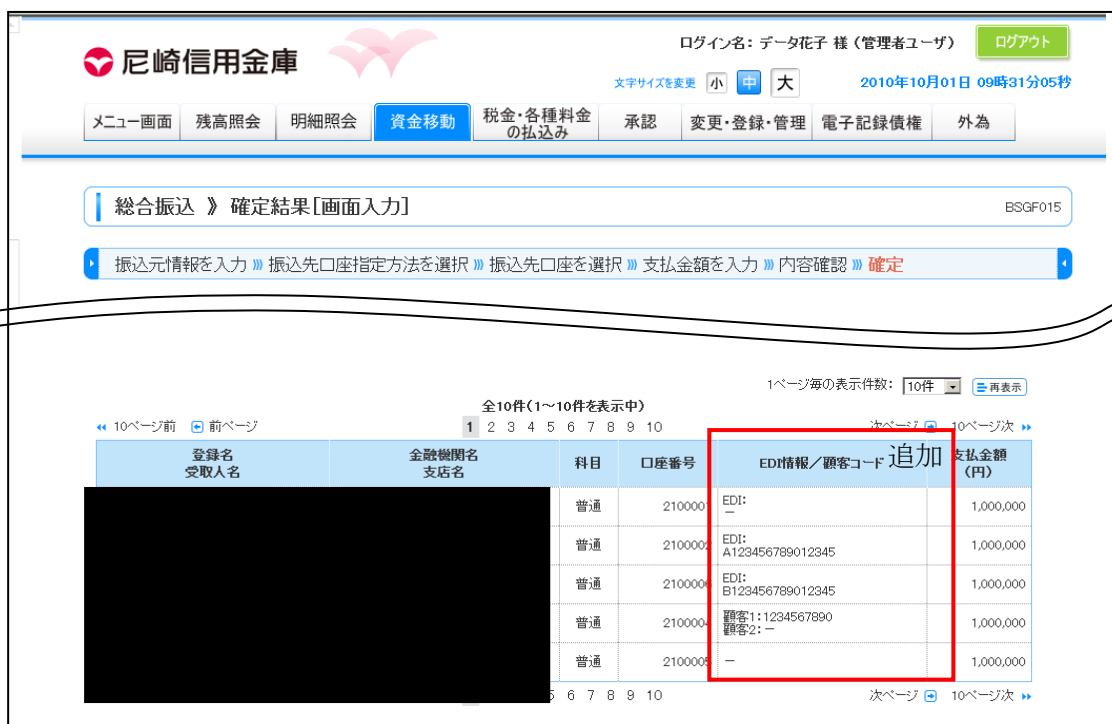 尼崎信用金庫
ログイン名：データ花子 様（管理者ユーザ） ログアウト
文字サイズを変更 小 中 大 2010年10月01日 09時31分05秒
メニュー画面 残高照会 明細照会 資金移動 税金・各種料金の払込み 承認 変更・登録・管理 電子記録債権 外為
総合振込 》 確定結果[画面入力] BSGF015
振込元情報を入力 》 振込先口座指定方法を選択 》 振込先口座を選択 》 支払金額を入力 》 内容確認 》 確定
1ページ毎の表示件数： 10件 再表示
全10件(1～10件を表示中)
10ページ前 前ページ 1 2 3 4 5 6 7 8 9 10 次ページ 10ページ次
登録名 金融機関名 科目 口座番号 EDI情報／顧客コード 追加 支払金額
受取人名 支店名 (円)
普通 2100001 EDI: 1,000,000
－
普通 2100002 EDI: 1,000,000
A123456789012345
普通 2100006 EDI: 1,000,000
B123456789012345
普通 2100004 顧客1:1234567890 1,000,000
顧客2:－
普通 2100005 － 1,000,000
6 7 8 9 10 次ページ 10ページ次